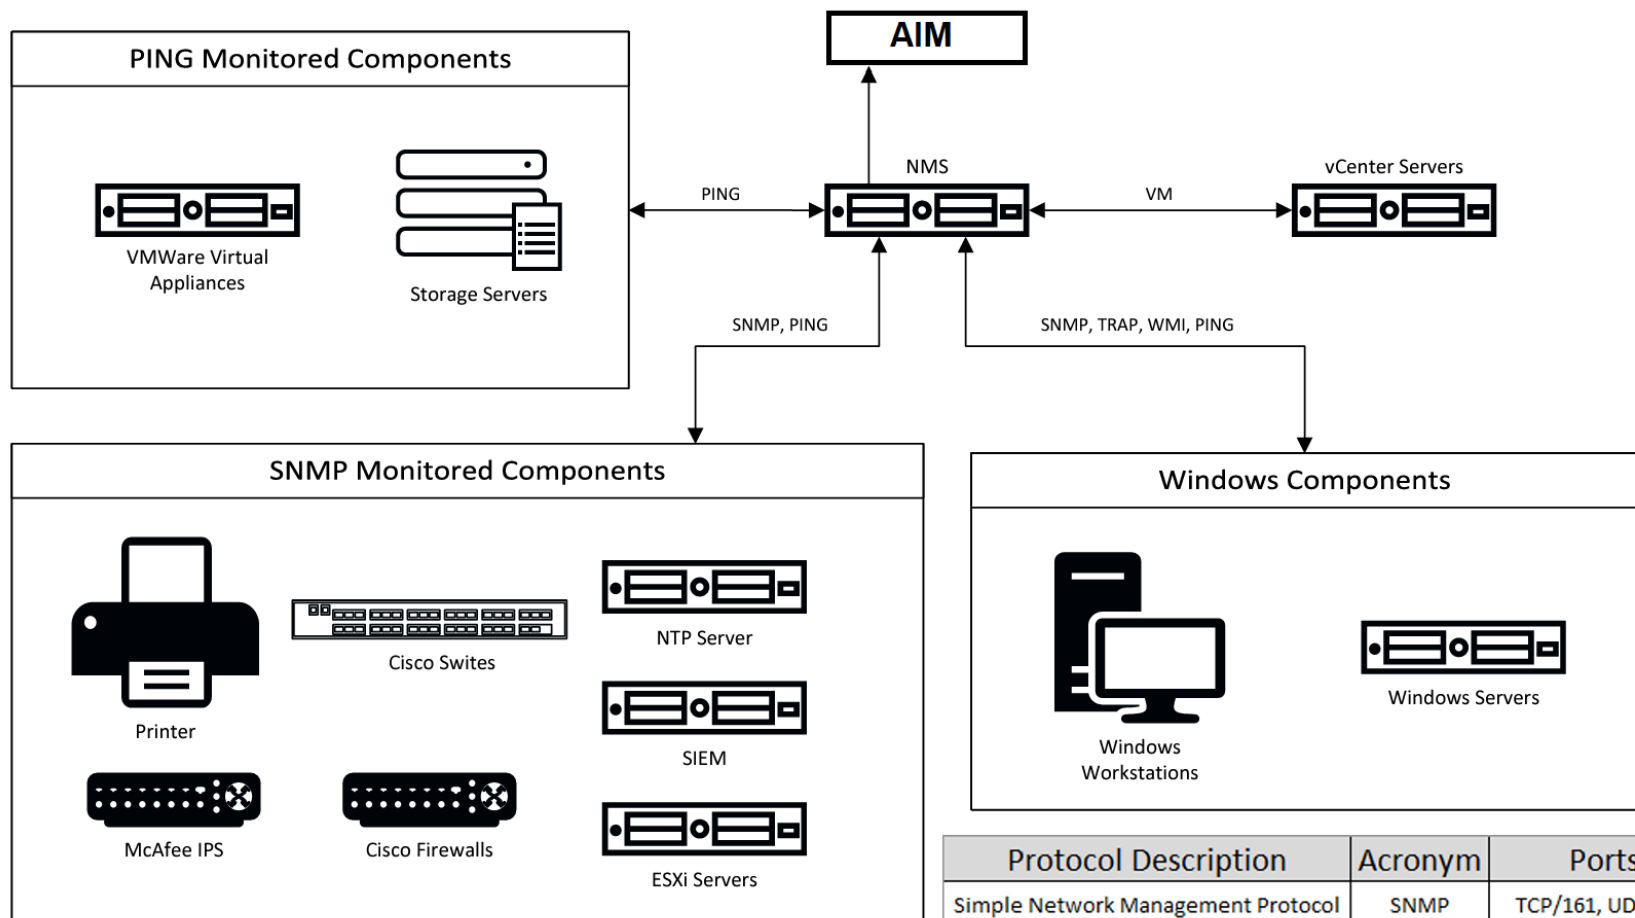 AIM
PING Monitored Components
NMS
vCenter Servers
PING
VM
VMWare Virtual
Appliances
Storage Servers
SNMP, PING
SNMP, TRAP, WMI, PING
SNMP Monitored Components
Windows Components
NTP Server
Cisco Swites
Printer
SIEM
Windows Servers
Windows
Workstations
McAfee IPS
Cisco Firewalls
ESXi Servers
Protocol Description Acronym Ports
Simple Network Management Protocol SNMP TCP/161, UD